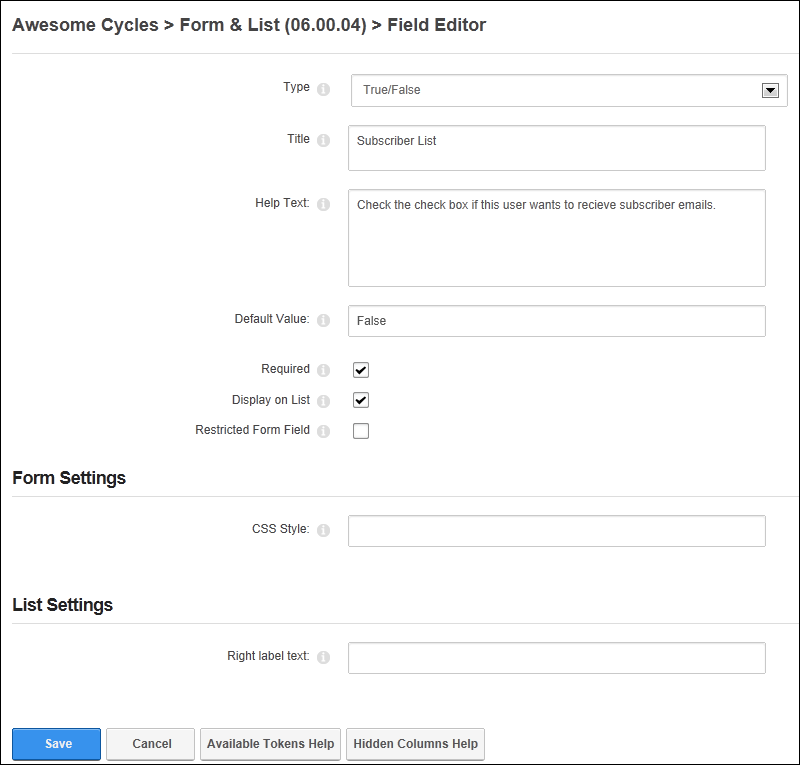 Awesome Cycles > Form & List (06.00.04) > Field Editor
Type True/False
Title Subscriber List
Help Text: Check the check box if this user wants to recieve subscriber emails.
Default Value: False
Required
Display on List
Restricted Form Field
Form Settings
CSS Style:
List Settings
Right label text:
Save Cancel Available Tokens Help Hidden Columns Help